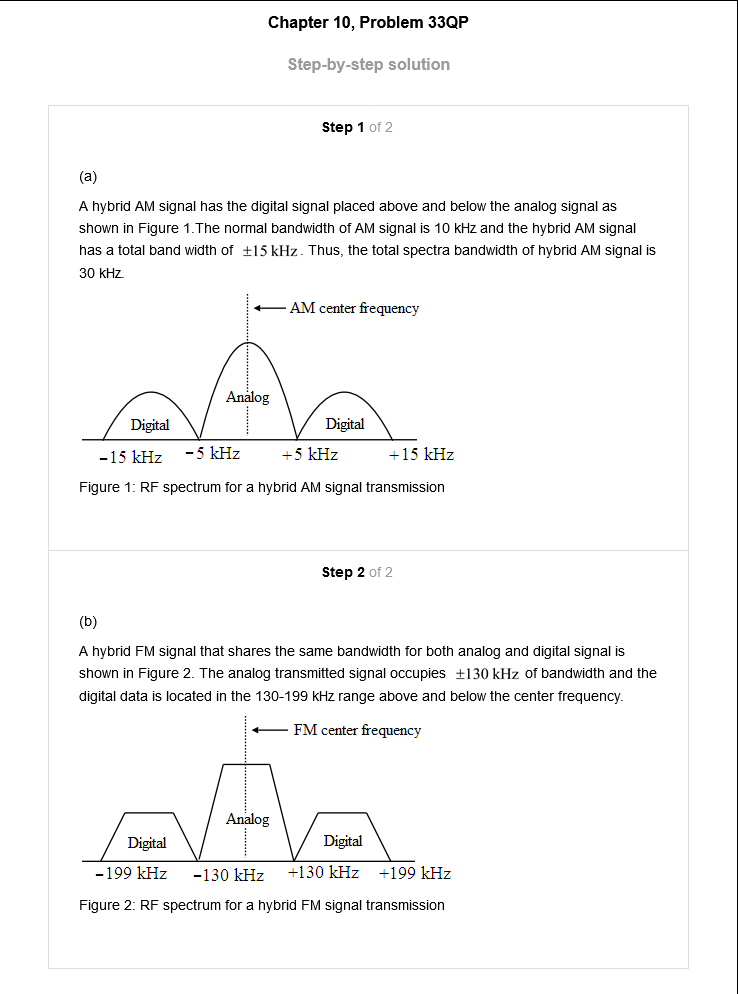 Chapter 10, Problem 33QP
Step-by-step solution
Step 1 of 2
(a)
A hybrid AM signal has the digital signal placed above and below the analog signal as
shown in Figure 1.The normal bandwidth of AM signal is 10 kHz and the hybrid AM signal
has a total band width of ±15 kHz. Thus, the total spectra bandwidth of hybrid AM signal is
30 kHz.
AM center frequency
Analog
Digital Digital
-15 kHz -5 kHz +5 kHz +15 kHz
Figure 1: RF spectrum for a hybrid AM signal transmission
Step 2 of 2
(b)
A hybrid FM signal that shares the same bandwidth for both analog and digital signal is
shown in Figure 2. The analog transmitted signal occupies ±130 kHz of bandwidth and the
digital data is located in the 130-199 kHz range above and below the center frequency.
FM center frequency
Analog
Digital Digital
-199 kHz -130 kHz +130 kHz +199 kHz
Figure 2: RF spectrum for a hybrid FM signal transmission